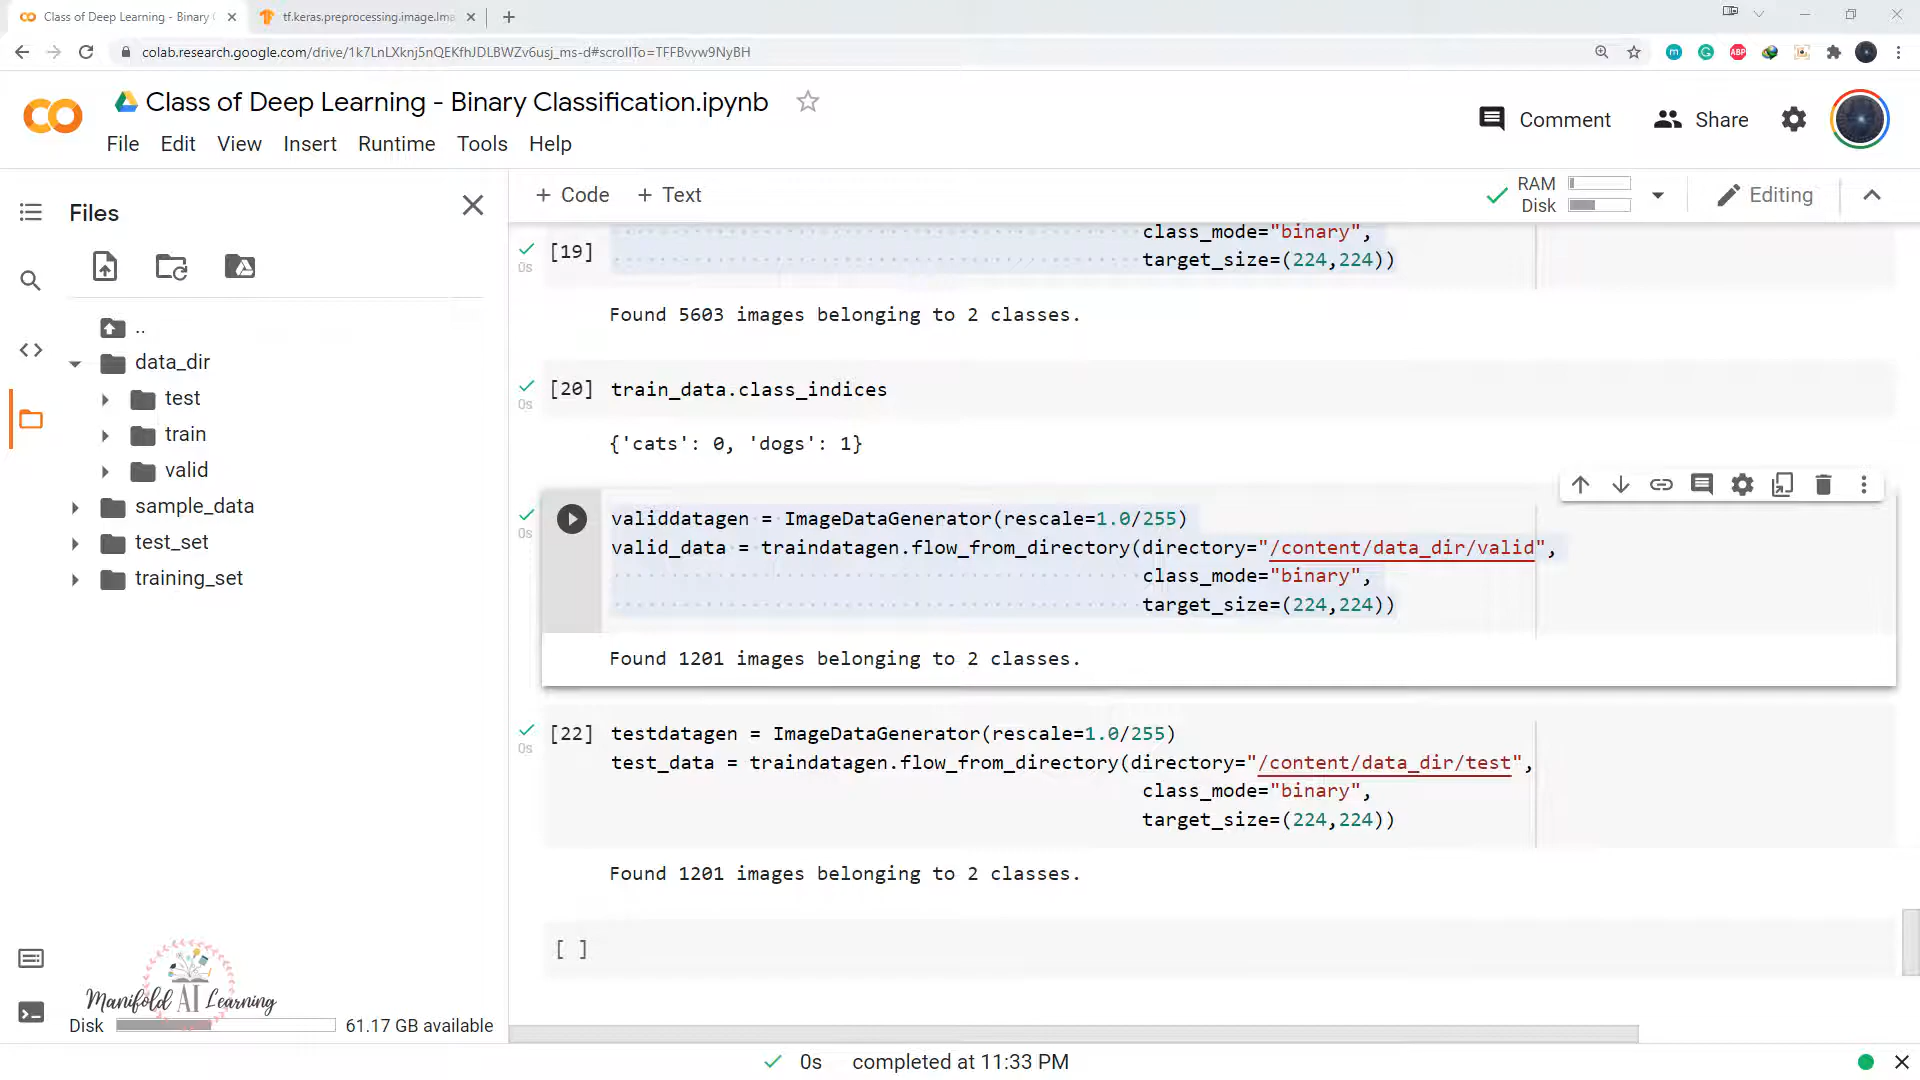 Class of Deep Learning - Binary C
tf.keras.preprocessing.image.Ima
colab.research.google.com/drive/1k7LnLXknj5nQEKfhJDLBWZv6usj_ms-d#scrollTo=TFFBvvw9NyBH
Class of Deep Learning - Binary Classification.ipynb
Comment
Share
File Edit View Insert Runtime Tools Help
Files
+ Code + Text
RAM
Disk
Editing
..
data_dir
test
train
valid
sample_data
test_set
training_set
[19]
0s
class_mode="binary",
target_size=(224,224))
Found 5603 images belonging to 2 classes.
[20] train_data.class_indices
0s
{'cats': 0, 'dogs': 1}
0s
validdatagen = ImageDataGenerator(rescale=1.0/255)
valid_data = traindatagen.flow_from_directory(directory="/content/data_dir/valid",
class_mode="binary",
target_size=(224,224))
Found 1201 images belonging to 2 classes.
[22] testdatagen = ImageDataGenerator(rescale=1.0/255)
0s
test_data = traindatagen.flow_from_directory(directory="/content/data_dir/test",
class_mode="binary",
target_size=(224,224))
Found 1201 images belonging to 2 classes.
[ ]
Manifold AI Learning
Disk 61.17 GB available
0s completed at 11:33 PM